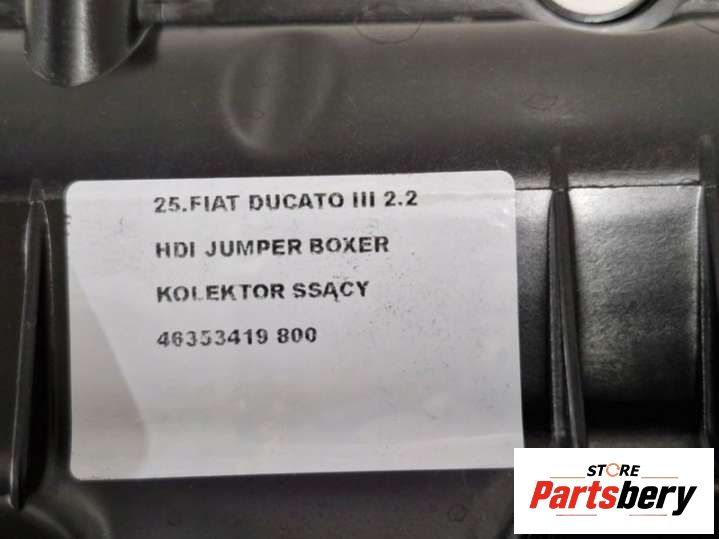 25.FIAT DUCATO III 2.2
HDI JUMPER BOXER
KOLEKTOR SSĄCY
46353419 800
STORE
Partsbery